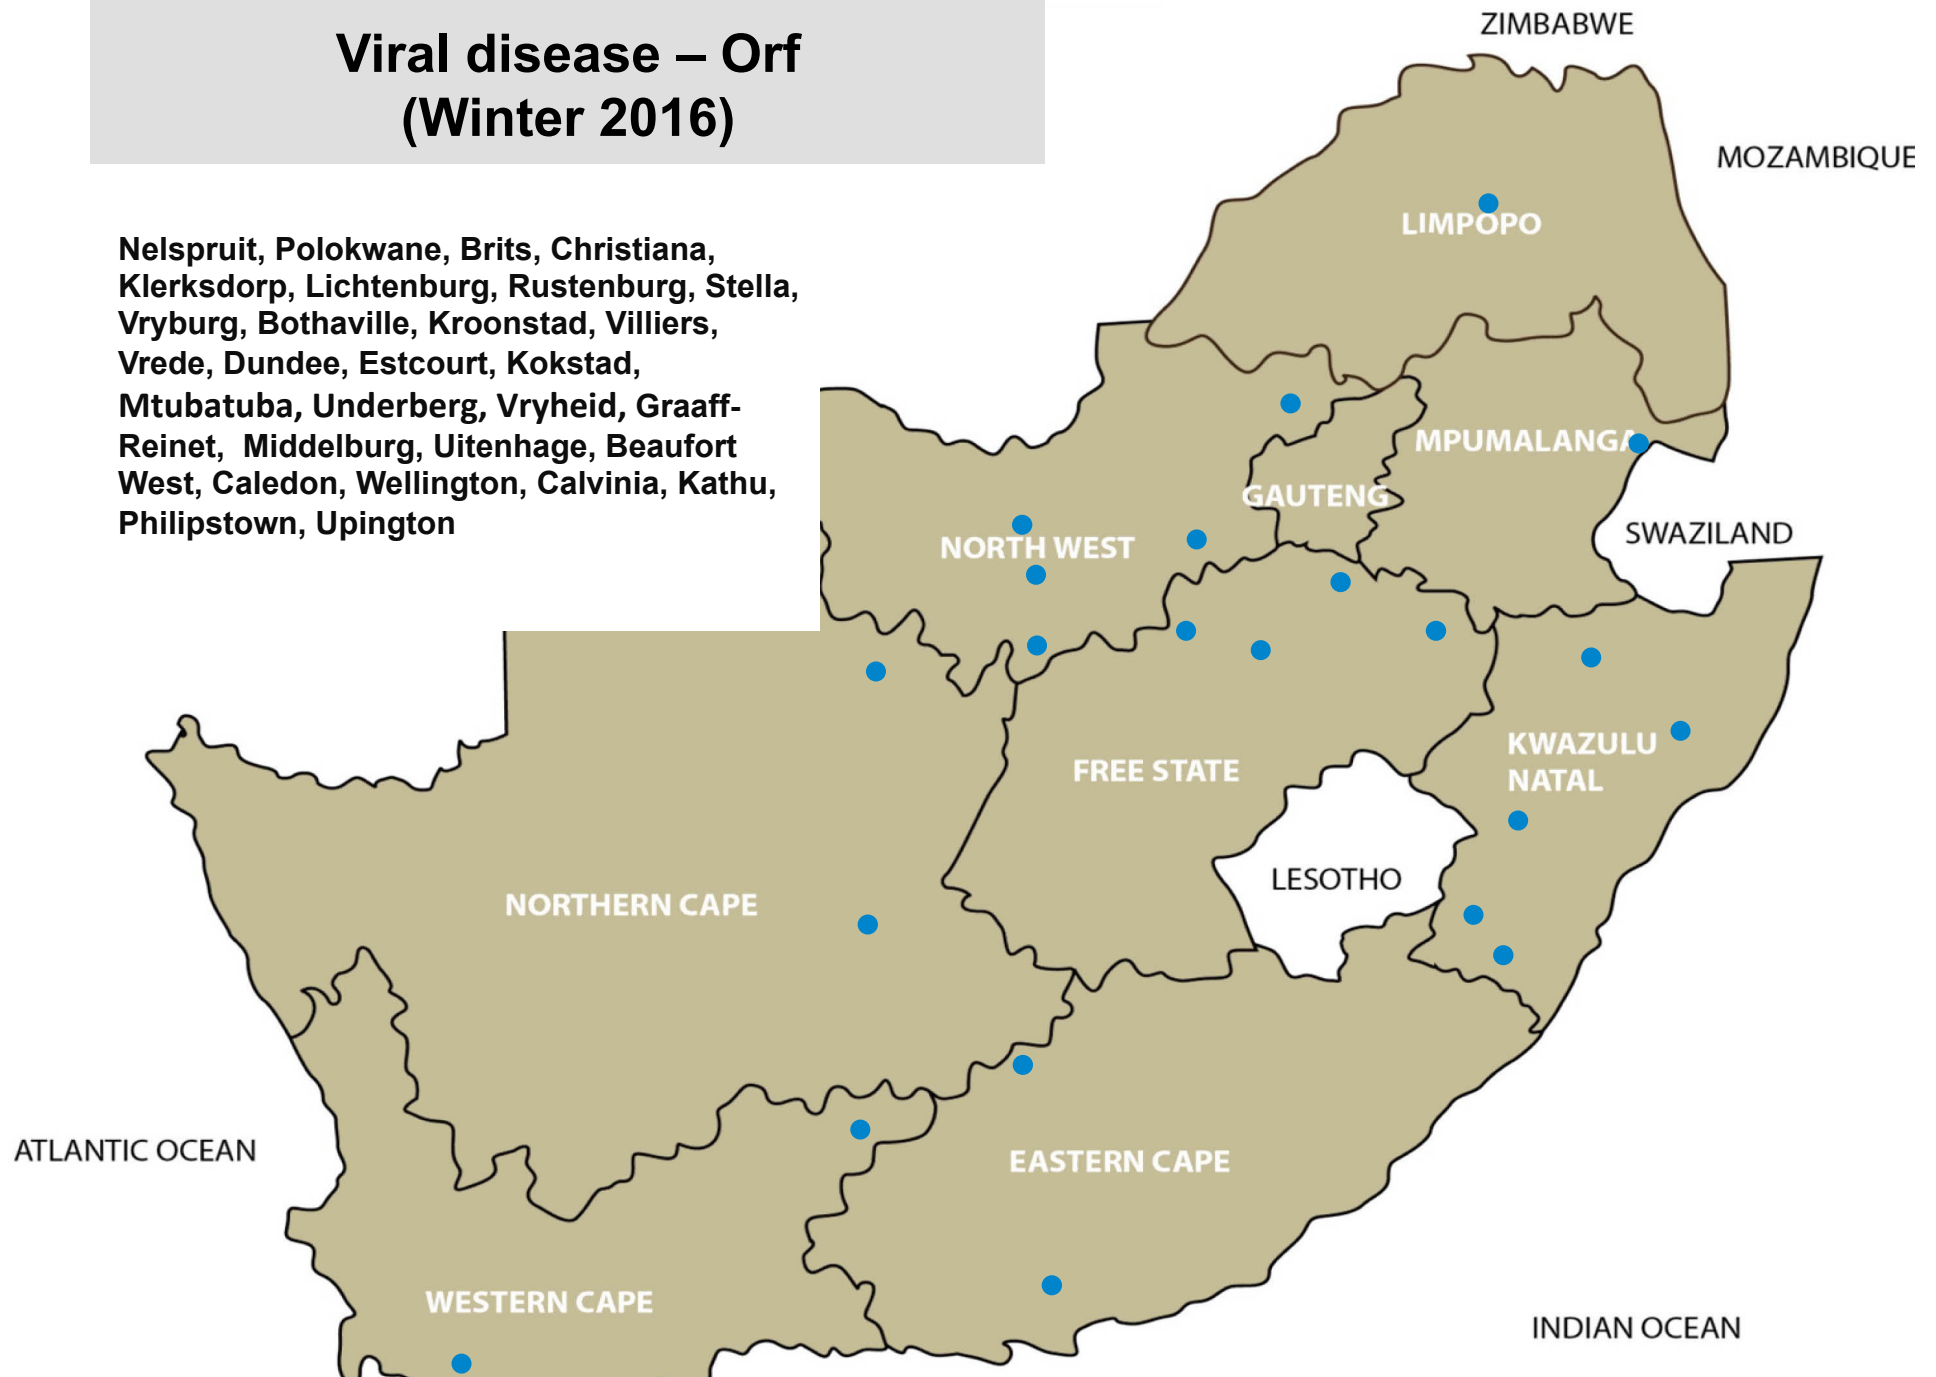 Viral disease – Orf
(Winter 2016)
Nelspruit, Polokwane, Brits, Christiana,
Klerksdorp, Lichtenburg, Rustenburg, Stella,
Vryburg, Bothaville, Kroonstad, Villiers,
Vrede, Dundee, Estcourt, Kokstad,
Mtubatuba, Underberg, Vryheid, Graaff-
Reinet, Middelburg, Uitenhage, Beaufort
West, Caledon, Wellington, Calvinia, Kathu,
Philipstown, Upington
ZIMBABWE
MOZAMBIQUE
LIMPOPO
MPUMALANGA
GAUTENG
SWAZILAND
NORTH WEST
KWAZULU
NATAL
FREE STATE
LESOTHO
NORTHERN CAPE
ATLANTIC OCEAN
EASTERN CAPE
WESTERN CAPE
INDIAN OCEAN